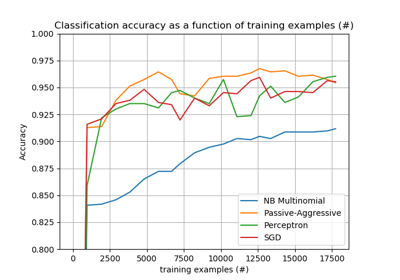 Classification accuracy as a function of training examples (#)
1.000
0.975
0.950
0.925
0.900
0.875
0.850
0.825
0.800
Accuracy
NB Multinomial
Passive-Aggressive
Perceptron
SGD
0 2500 5000 7500 10000 12500 15000 17500
training examples (#)